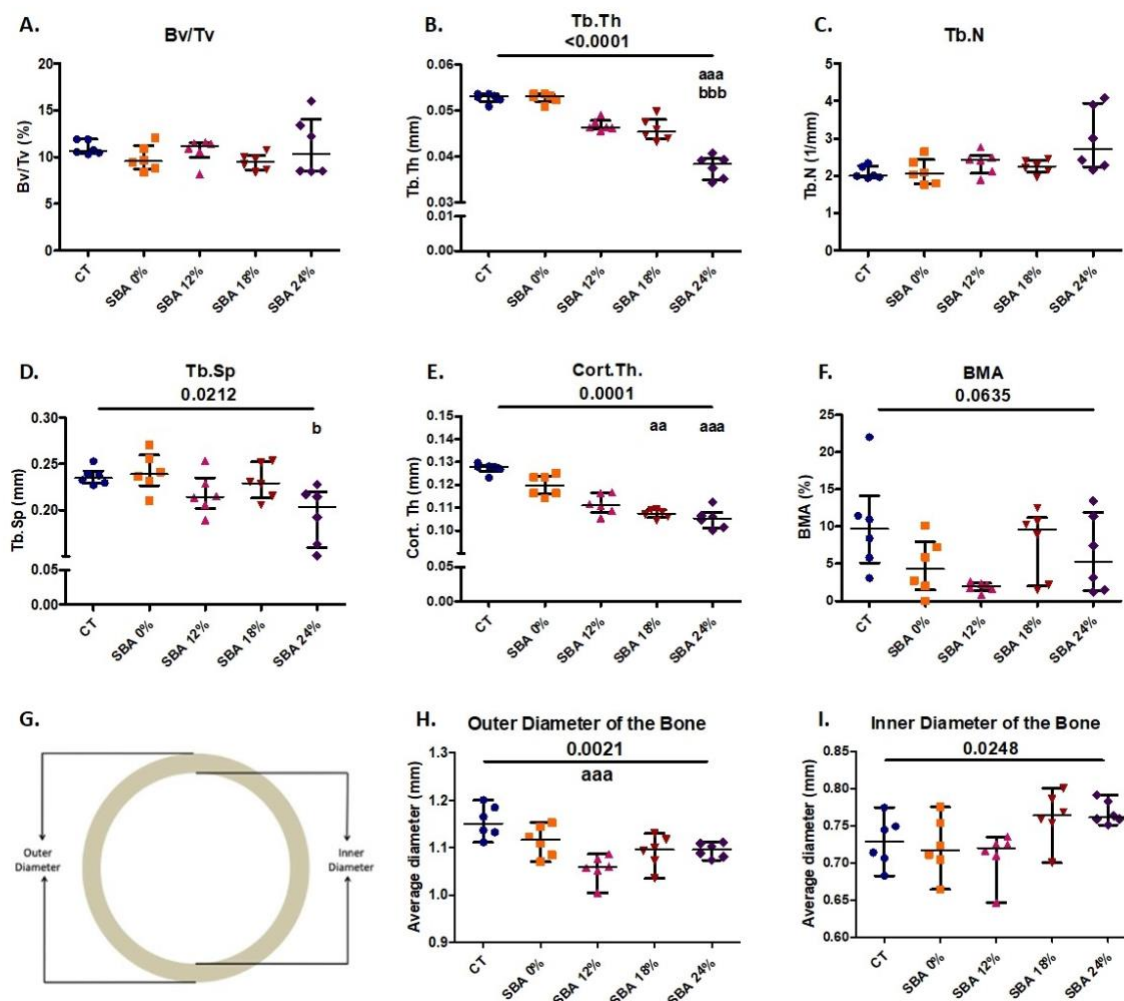 A.
Bv/Tv
Bv/Tv (%)
20
15
10
5
0
CT
SBA 0%
SBA 12%
SBA 18%
SBA 24%
B.
Tb.Th
<0.0001
aaa
bbb
Tb.Th (mm)
0.06
0.05
0.04
0.03
0.01
0.00
CT
SBA 0%
SBA 12%
SBA 18%
SBA 24%
C.
Tb.N
Tb.N (1/mm)
5
4
3
2
1
0
CT
SBA 0%
SBA 12%
SBA 18%
SBA 24%
D.
Tb.Sp
0.0212
b
Tb.Sp (mm)
0.30
0.25
0.20
0.05
0.00
CT
SBA 0%
SBA 12%
SBA 18%
SBA 24%
E.
Cort.Th.
0.0001
aa
aaa
Cort. Th (mm)
0.15
0.14
0.13
0.12
0.11
0.10
0.05
0.00
CT
SBA 0%
SBA 12%
SBA 18%
SBA 24%
F.
BMA
0.0635
BMA (%)
25
20
15
10
5
0
CT
SBA 0%
SBA 12%
SBA 18%
SBA 24%
G.
Outer
Diameter
Inner
Diameter
H.
Outer Diameter of the Bone
0.0021
aaa
Average diameter (mm)
1.3
1.2
1.1
1.0
0.9
CT
SBA 0%
SBA 12%
SBA 18%
SBA 24%
I.
Inner Diameter of the Bone
0.0248
Average diameter (mm)
0.85
0.80
0.75
0.70
0.65
0.60
CT
SBA 0%
SBA 12%
SBA 18%
SBA 24%